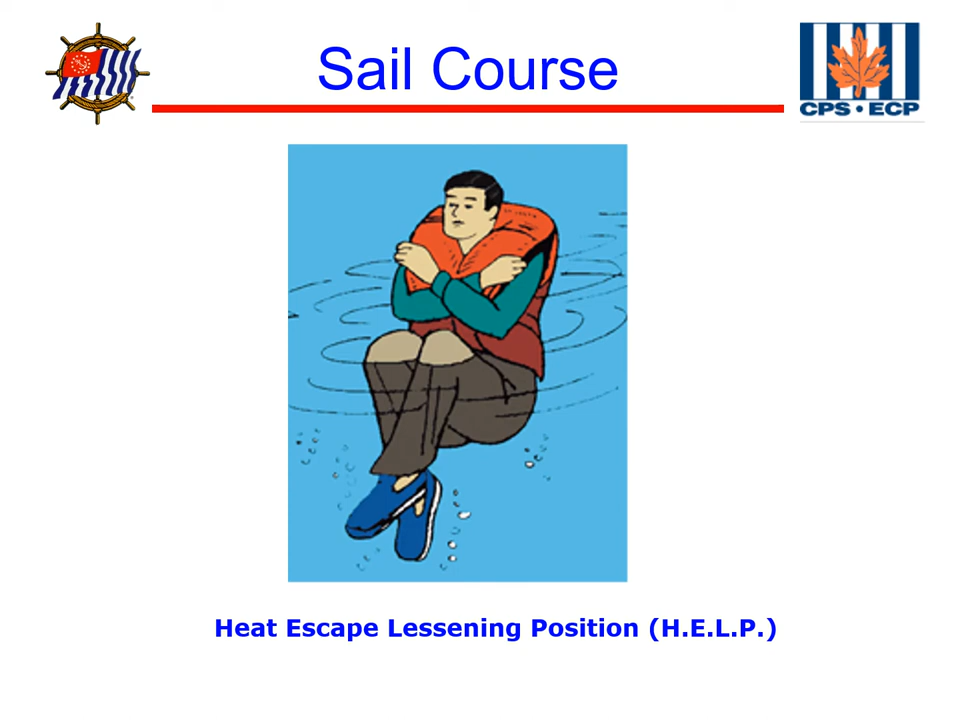 Sail Course
CPS • ECP
Heat Escape Lessening Position (H.E.L.P.)